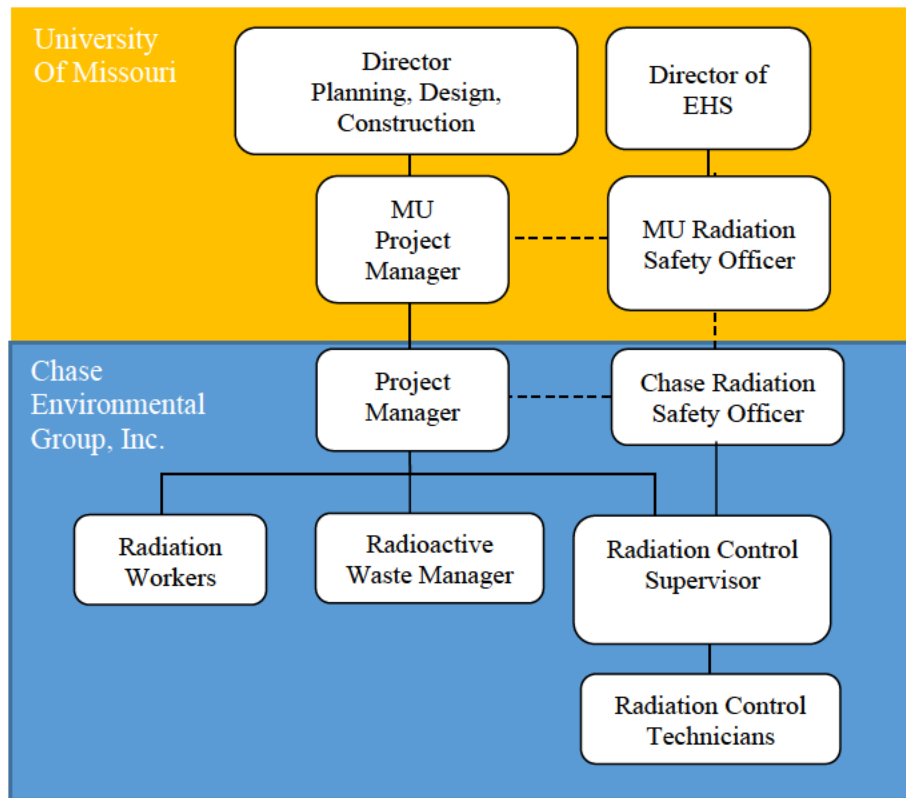 University
Of Missouri
Director
Planning, Design,
Construction
Director of
EHS
MU
Project
Manager
MU Radiation
Safety Officer
Chase
Environmental
Group, Inc.
Project
Manager
Chase Radiation
Safety Officer
Radiation
Workers
Radioactive
Waste Manager
Radiation Control
Supervisor
Radiation Control
Technicians